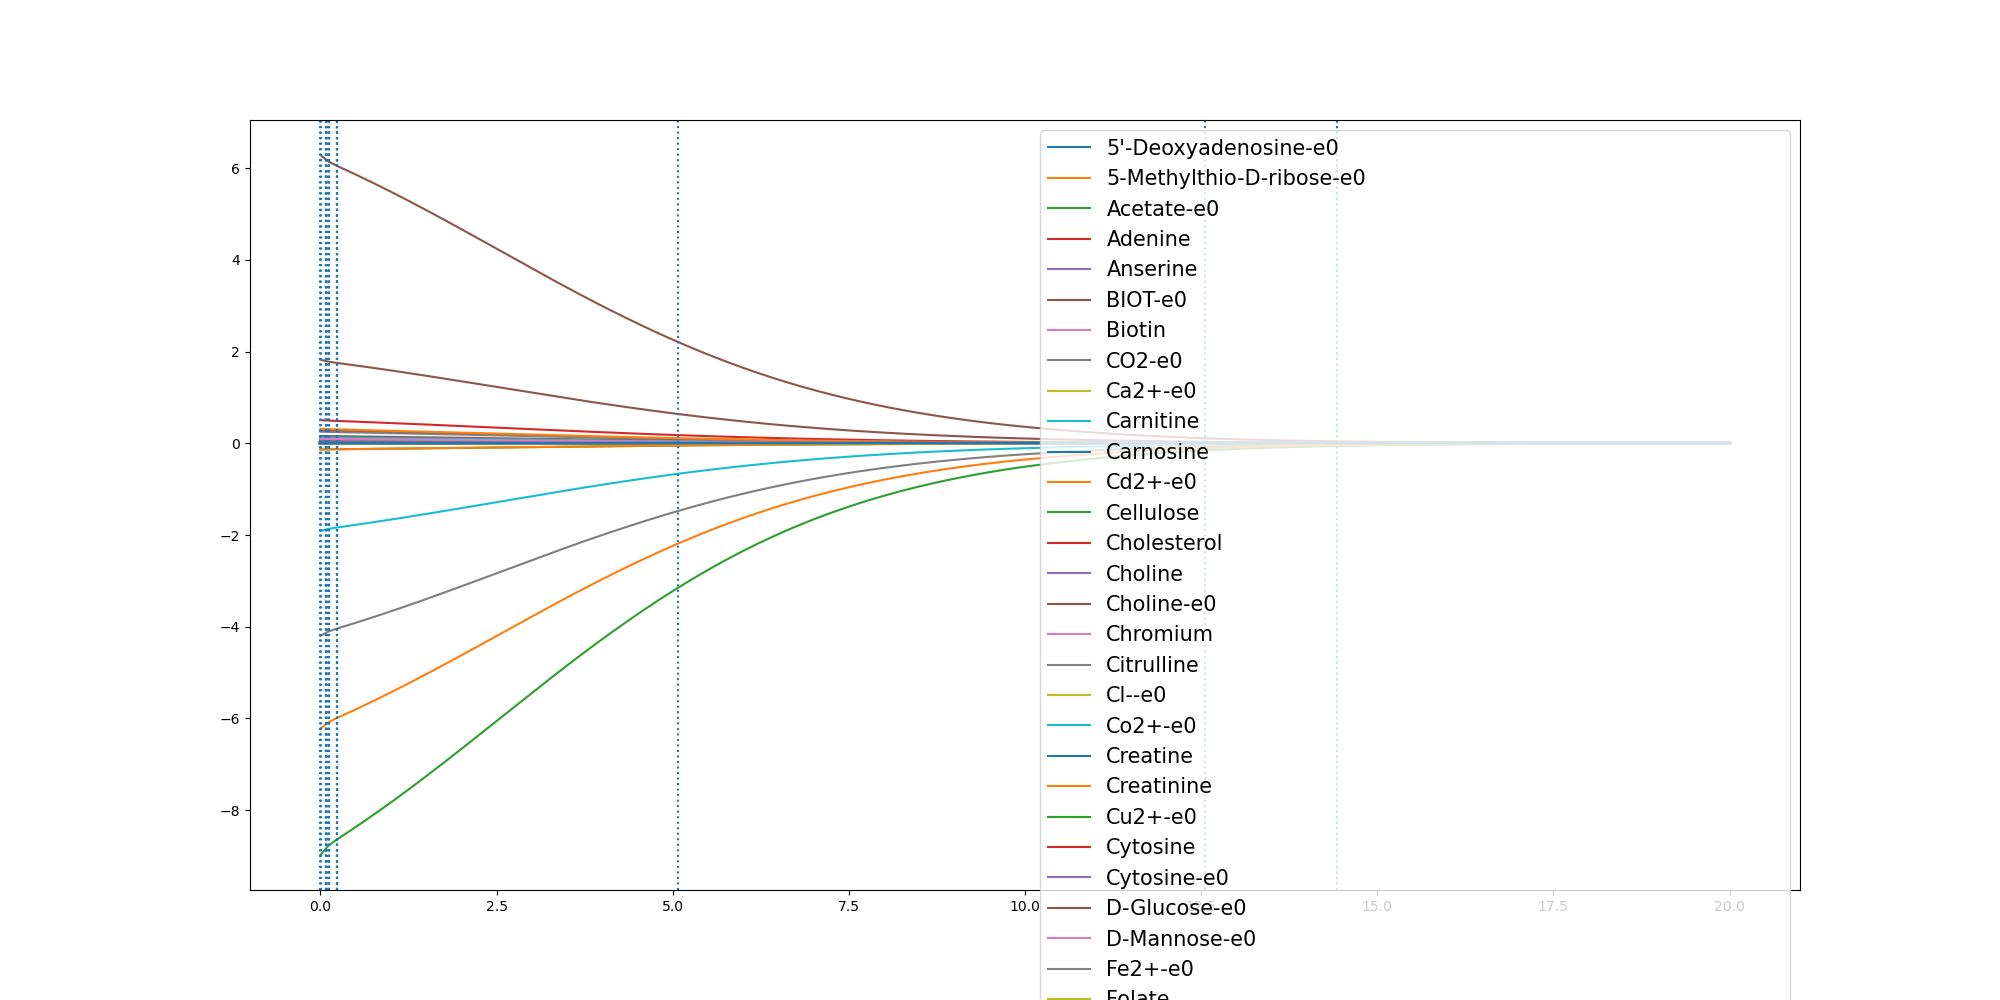 6
4
2
0
−2
−4
−6
−8
0.0 2.5 5.0 7.5 10.0 12.5 15.0 17.5 20.0
5'-Deoxyadenosine-e0
5-Methylthio-D-ribose-e0
Acetate-e0
Adenine
Anserine
BIOT-e0
Biotin
CO2-e0
Ca2+-e0
Carnitine
Carnosine
Cd2+-e0
Cellulose
Cholesterol
Choline
Choline-e0
Chromium
Citrulline
Cl--e0
Co2+-e0
Creatine
Creatinine
Cu2+-e0
Cytosine
Cytosine-e0
D-Glucose-e0
D-Mannose-e0
Fe2+-e0
Folate